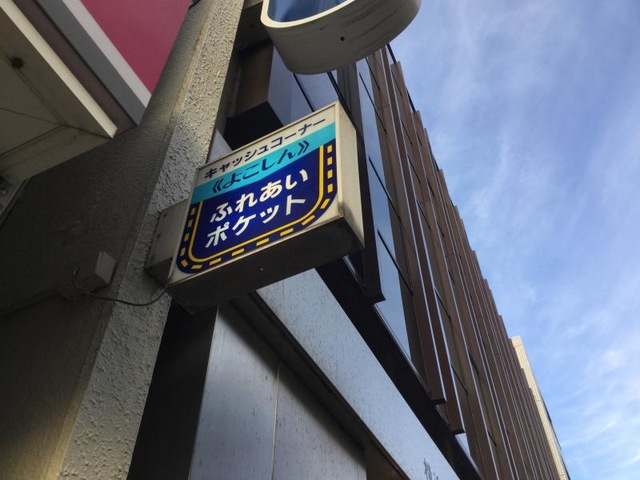 キャッシュコーナー
《よこしん》
ふれあい
ポケット